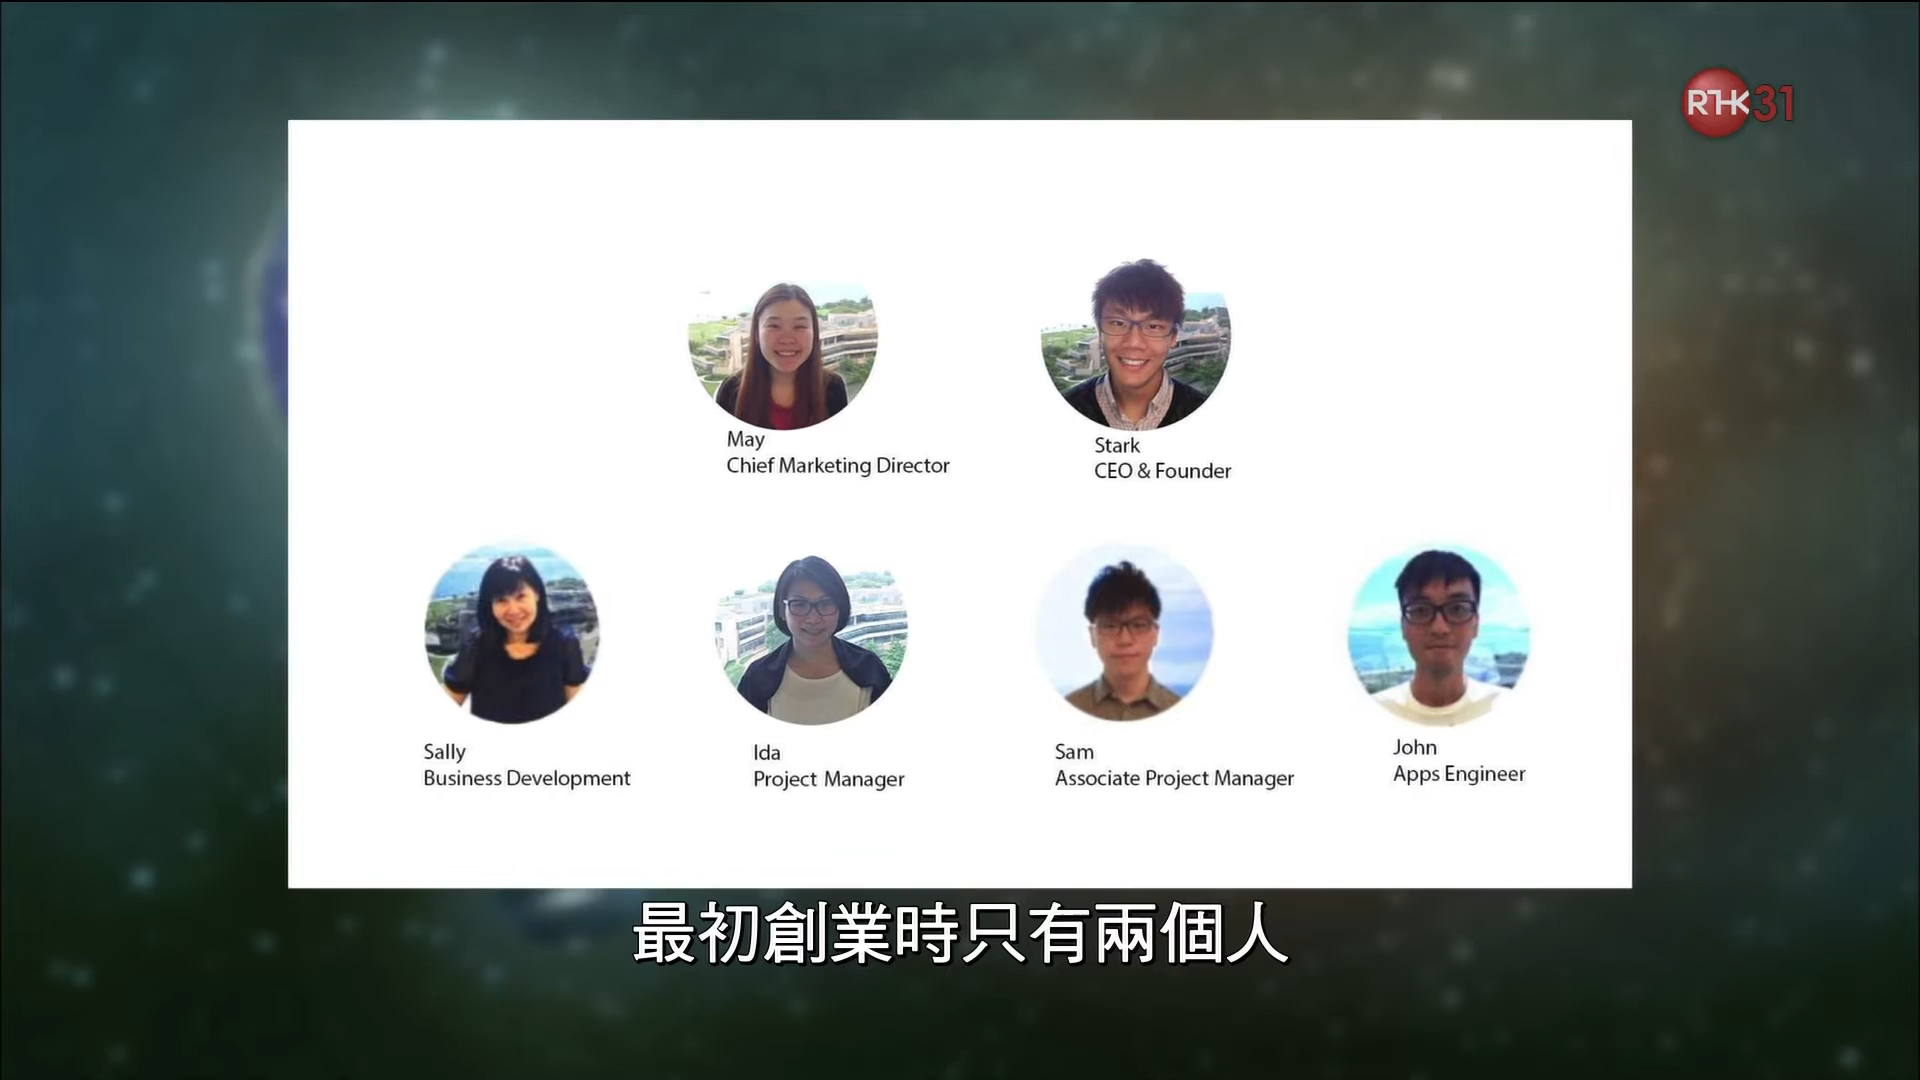 RTHK31
May
Chief Marketing Director
Stark
CEO & Founder
Sally
Business Development
Ida
Project Manager
Sam
Associate Project Manager
John
Apps Engineer
最初創業時只有兩個人